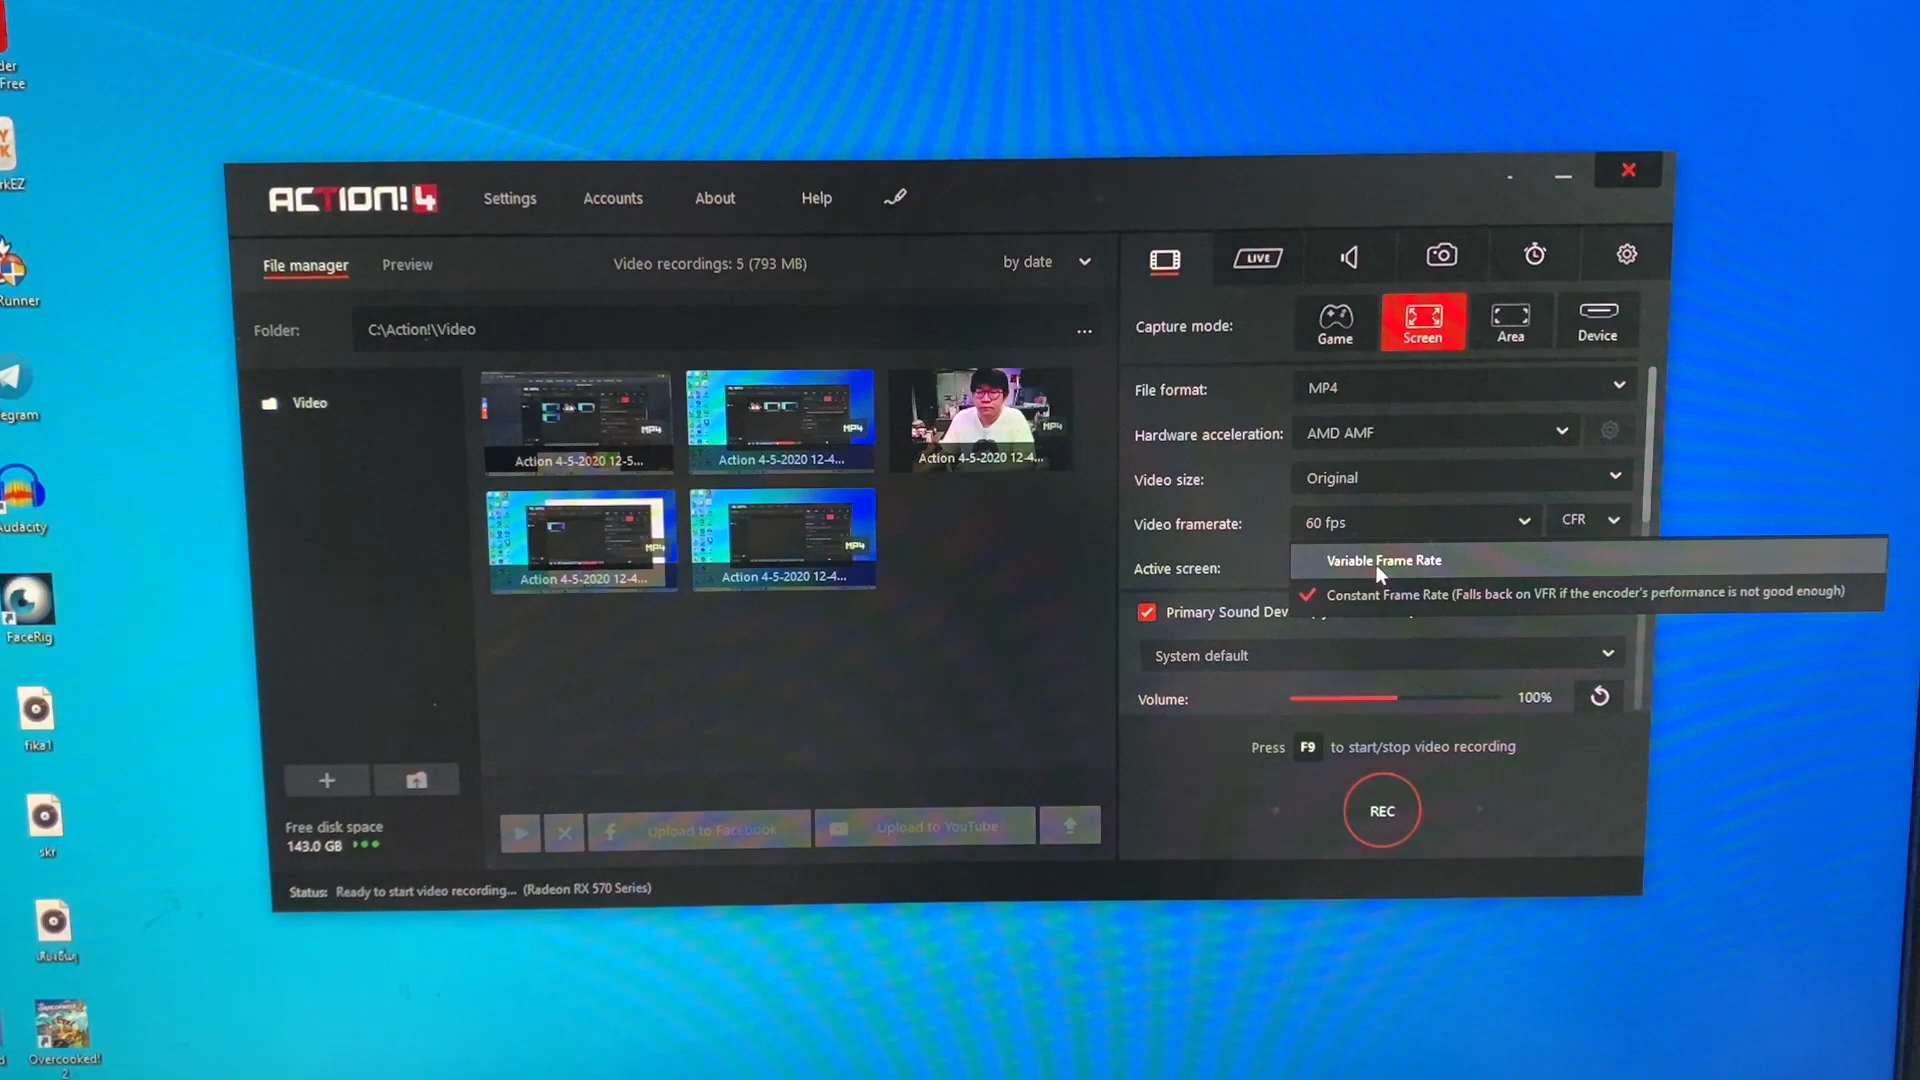 Free
ACTION! 4
Settings
Accounts
About
Help
File manager
Preview
Video recordings: 5 (793 MB)
by date
LIVE
Folder:
C:\Action!\Video
...
Capture mode:
Game
Screen
Area
Device
Video
MP4
Action 4-5-2020 12-5...
MP4
Action 4-5-2020 12-4...
MP4
Action 4-5-2020 12-4...
MP4
Action 4-5-2020 12-4...
MP4
Action 4-5-2020 12-4...
File format:
MP4
Hardware acceleration:
AMD AMF
Video size:
Original
Video framerate:
60 fps
CFR
Variable Frame Rate
Active screen:
Constant Frame Rate (Falls back on VFR if the encoder's performance is not good enough)
Primary Sound Dev
System default
Volume:
100%
Press F9 to start/stop video recording
REC
Free disk space
143.0 GB
Upload to Facebook
Upload to YouTube
Status: Ready to start video recording... (Radeon RX 570 Series)
Runner
egram
Audacity
FaceRig
fika1
skr
Overcooked!
2